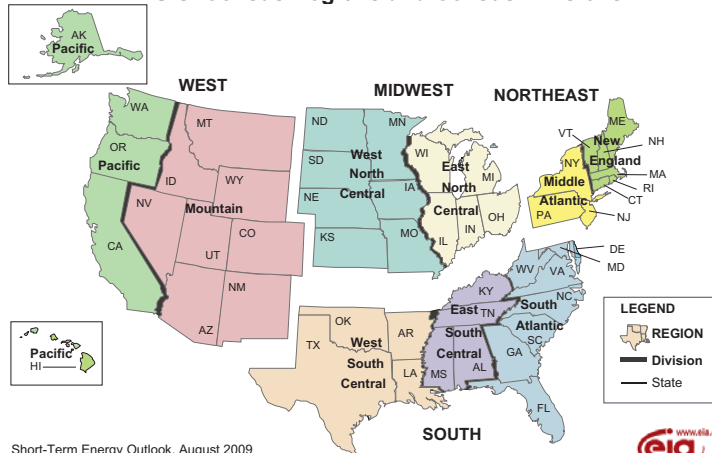 AK
Pacific
WEST
MIDWEST
NORTHEAST
WA
OR
Pacific
CA
HI
Pacific
MT
ID
WY
NV
Mountain
UT
CO
AZ
NM
ND
MN
SD
West
North
Central
NE
IA
KS
MO
WI
MI
East
North
Central
IL
IN
OH
VT
ME
New
England
NH
MA
RI
CT
NY
Middle
Atlantic
PA
NJ
DE
MD
WV
VA
NC
South
Atlantic
SC
GA
FL
KY
TN
East
South
Central
MS
AL
OK
TX
AR
LA
West
South
Central
SOUTH
LEGEND
REGION
Division
State
Short-Term Energy Outlook, August 2009
www.eia.
eia